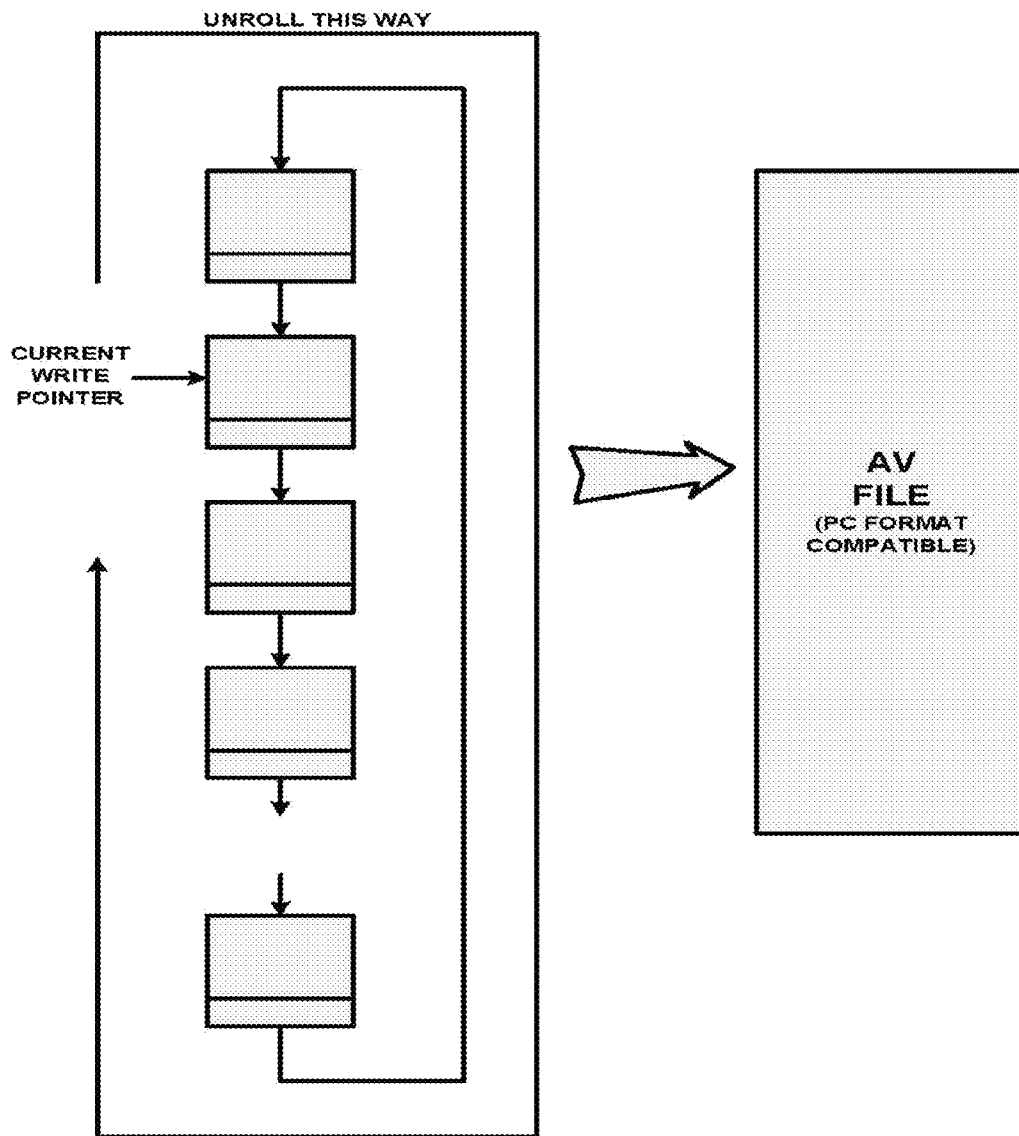 UNROLL THIS WAY
CURRENT
WRITE
POINTER
AV
FILE
(PC FORMAT
COMPATIBLE)